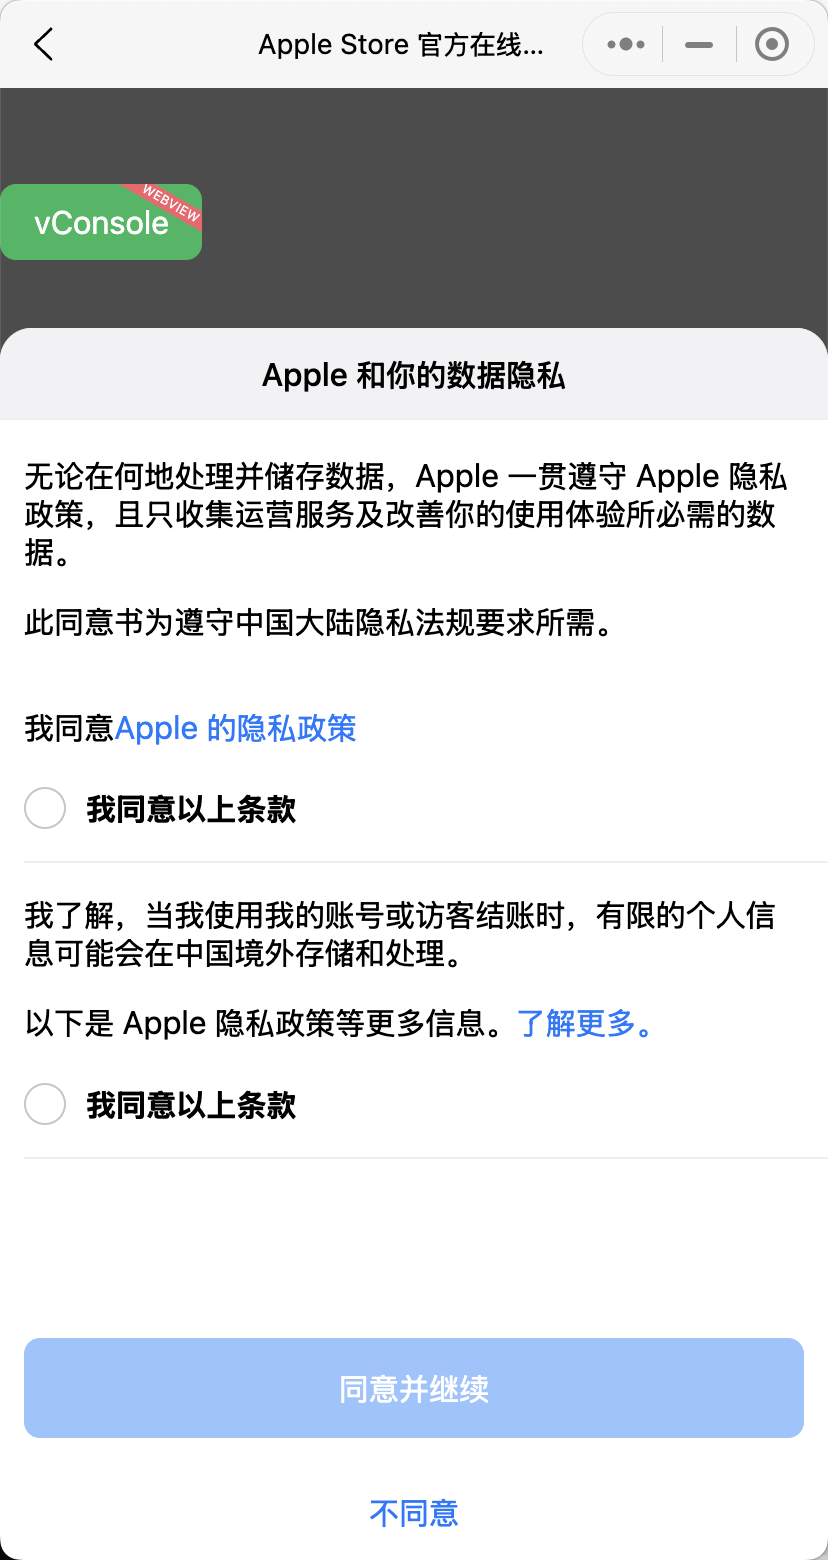 Apple Store 官方在线...
WEBVIEW
vConsole
Apple 和你的数据隐私
无论在何地处理并储存数据，Apple 一贯遵守 Apple 隐私
政策，且只收集运营服务及改善你的使用体验所必需的数
据。
此同意书为遵守中国大陆隐私法规要求所需。
我同意Apple 的隐私政策
我同意以上条款
我了解，当我使用我的账号或访客结账时，有限的个人信
息可能会在中国境外存储和处理。
以下是 Apple 隐私政策等更多信息。了解更多。
我同意以上条款
同意并继续
不同意